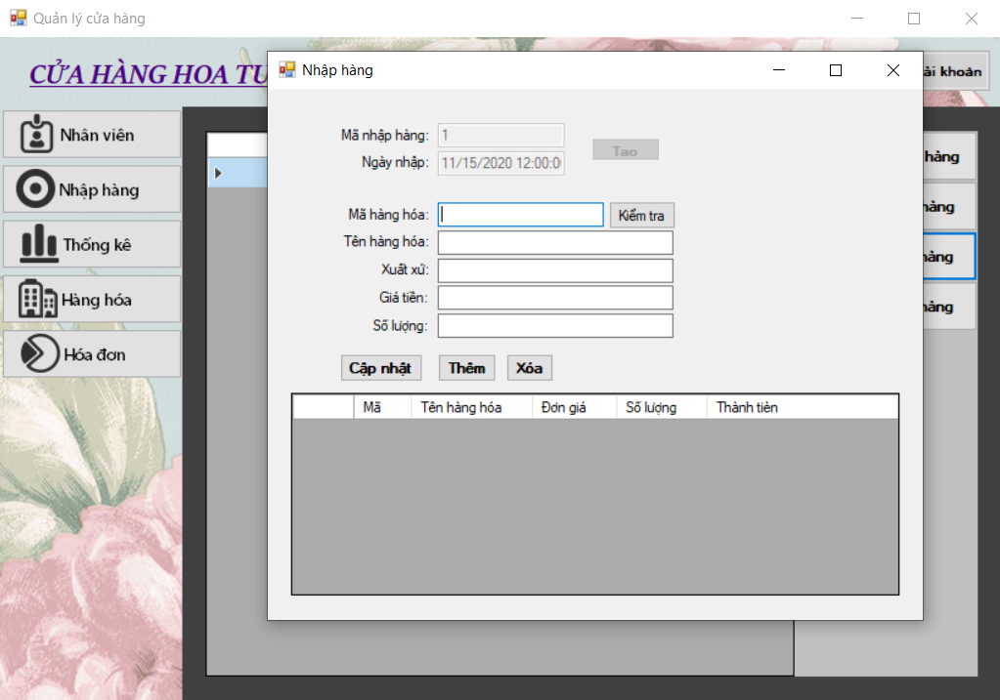 Quản lý cửa hàng
CỬA HÀNG HOA TƯ
Nhập hàng
ài khoản
Nhân viên
Nhập hàng
Thống kê
Hàng hóa
Hóa đơn
Mã nhập hàng: 1
Ngày nhập: 11/15/2020 12:00:0
Tạo
Mã hàng hóa:
Kiểm tra
Tên hàng hóa:
Xuất xứ:
Giá tiền:
Số lượng:
Cập nhật Thêm Xóa
Mã Tên hàng hóa Đơn giá Số lượng Thành tiền
hàng
hàng
hàng
hàng